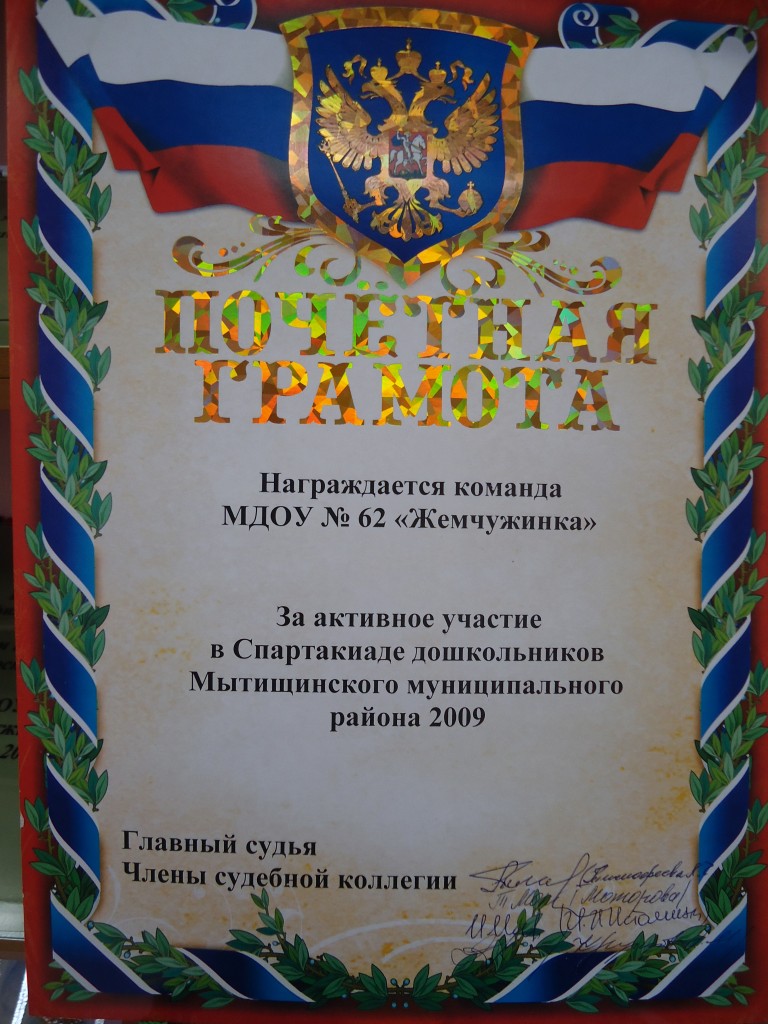 ПОЧЁТНАЯ
ГРАМОТА
Награждается команда
МДОУ № 62 «Жемчужинка»
За активное участие
в Спартакиаде дошкольников
Мытищинского муниципального
района 2009
Главный судья
Члены судебной коллегии